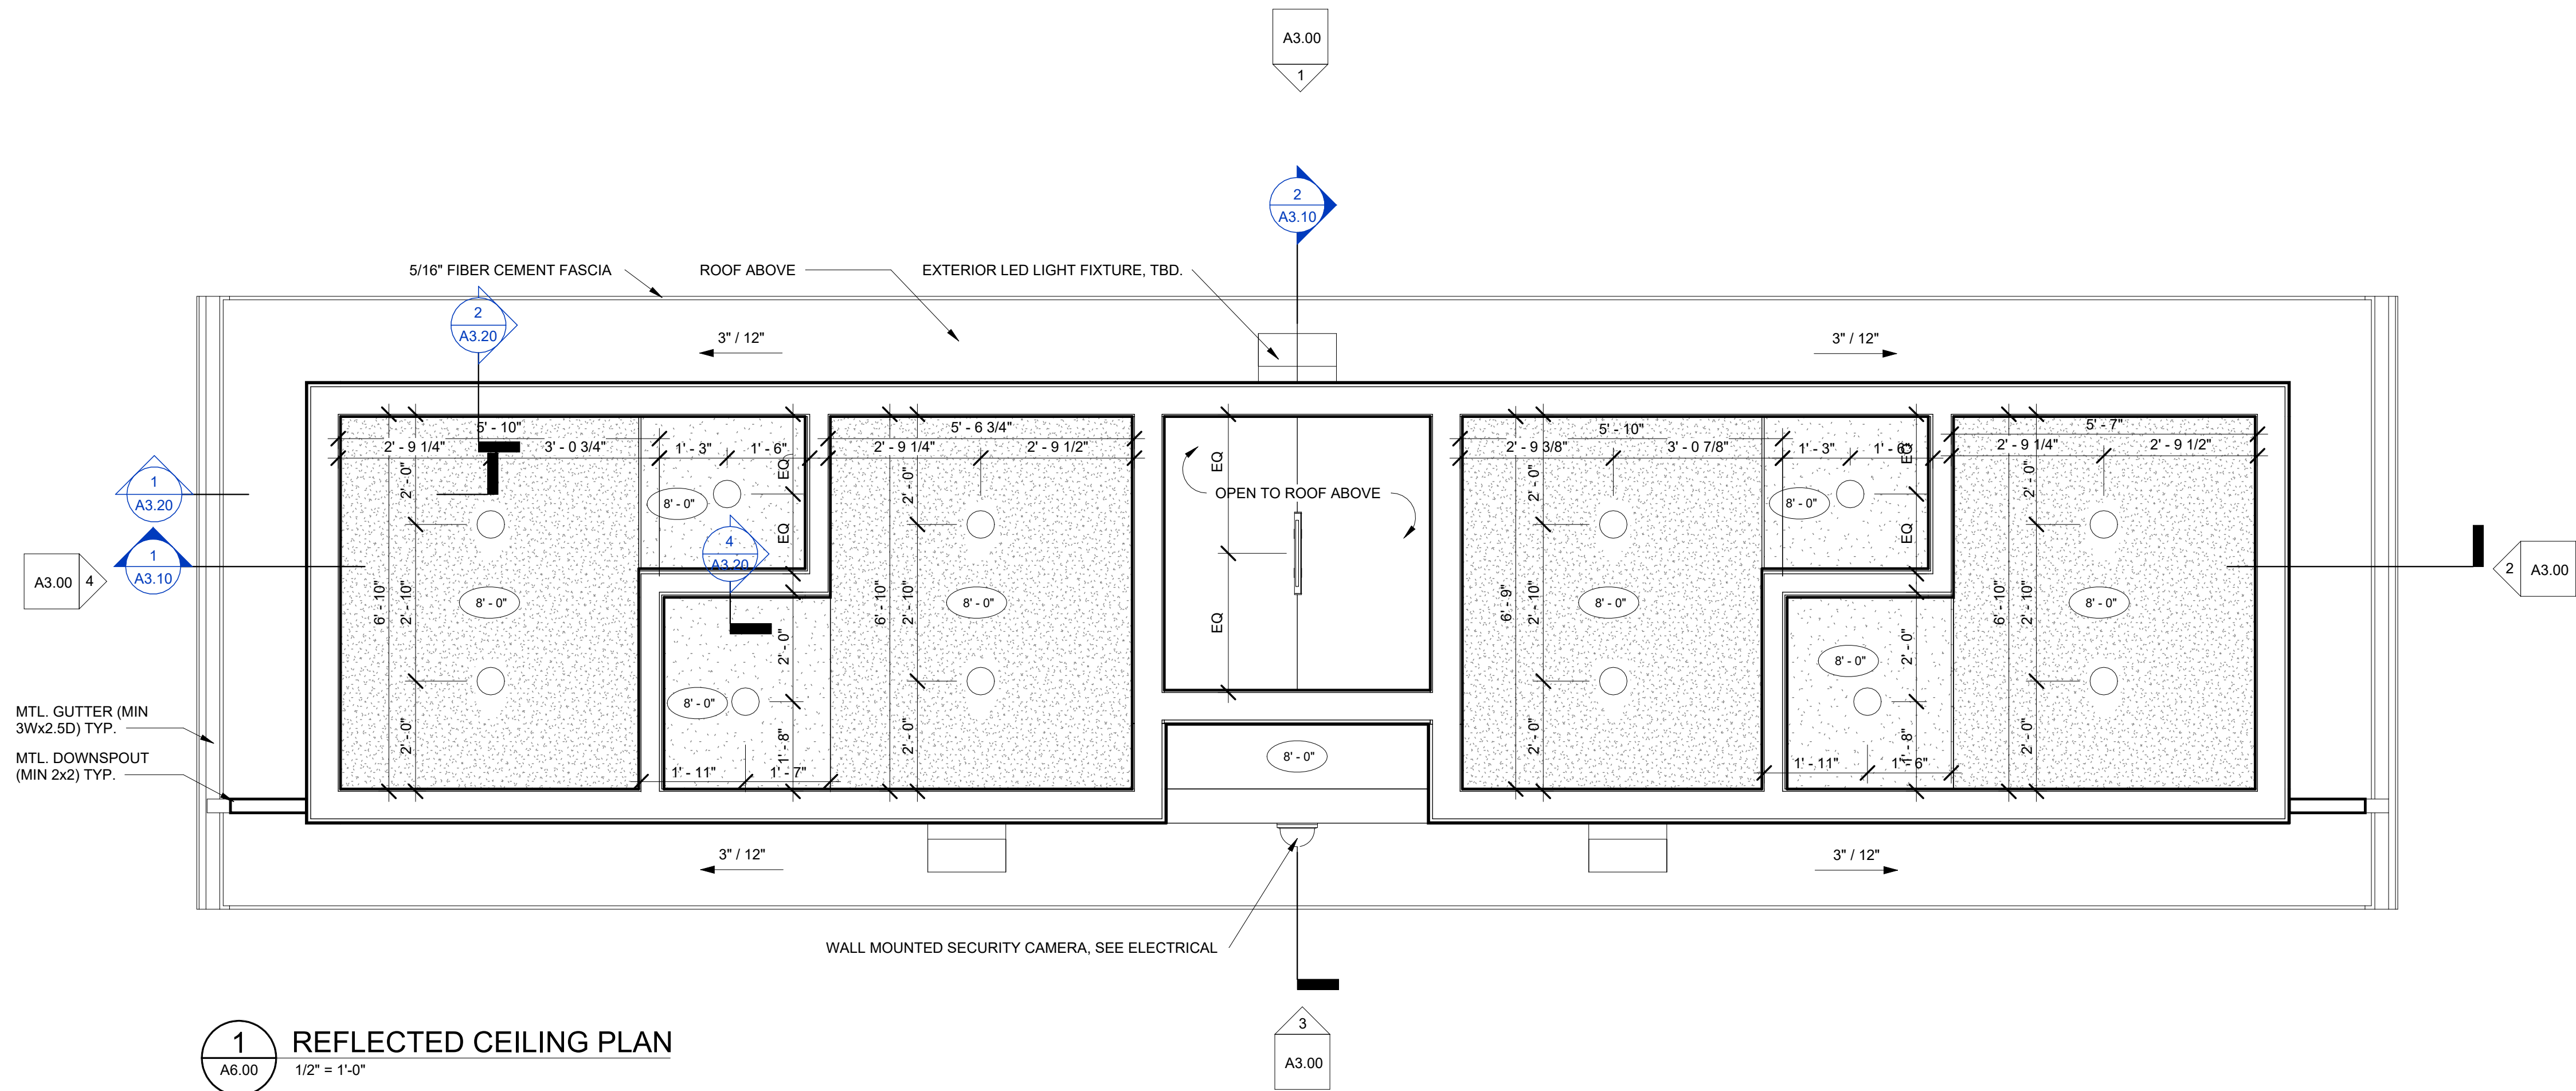 A3.00
1
2
A3.10
5/16" FIBER CEMENT FASCIA
ROOF ABOVE
EXTERIOR LED LIGHT FIXTURE, TBD.
2
A3.20
3" / 12"
3" / 12"
5' - 10"
2' - 9 1/4"
3' - 0 3/4"
1' - 3"
1' - 6"
5' - 6 3/4"
2' - 9 1/4"
2' - 9 1/2"
5' - 10"
2' - 9 3/8"
3' - 0 7/8"
1' - 3"
1' - 6"
5' - 7"
2' - 9 1/4"
2' - 9 1/2"
2' - 0"
EQ
2' - 0"
EQ
2' - 0"
EQ
2' - 0"
1
A3.20
8' - 0"
OPEN TO ROOF ABOVE
8' - 0"
EQ
EQ
4
A3.20
1
A3.10
A3.00
4
2
A3.00
6' - 10"
2' - 10"
8' - 0"
6' - 10"
2' - 10"
8' - 0"
EQ
6' - 9"
2' - 10"
8' - 0"
6' - 10"
2' - 10"
8' - 0"
2' - 0"
2' - 0"
8' - 0"
8' - 0"
MTL. GUTTER (MIN
3Wx2.5D) TYP.
MTL. DOWNSPOUT
(MIN 2x2) TYP.
2' - 0"
1' - 8"
2' - 0"
8' - 0"
2' - 0"
1' - 8"
2' - 0"
1' - 11"
1' - 7"
1' - 11"
1' - 6"
3" / 12"
3" / 12"
WALL MOUNTED SECURITY CAMERA, SEE ELECTRICAL
3
A3.00
1
A6.00
REFLECTED CEILING PLAN
1/2" = 1'-0"